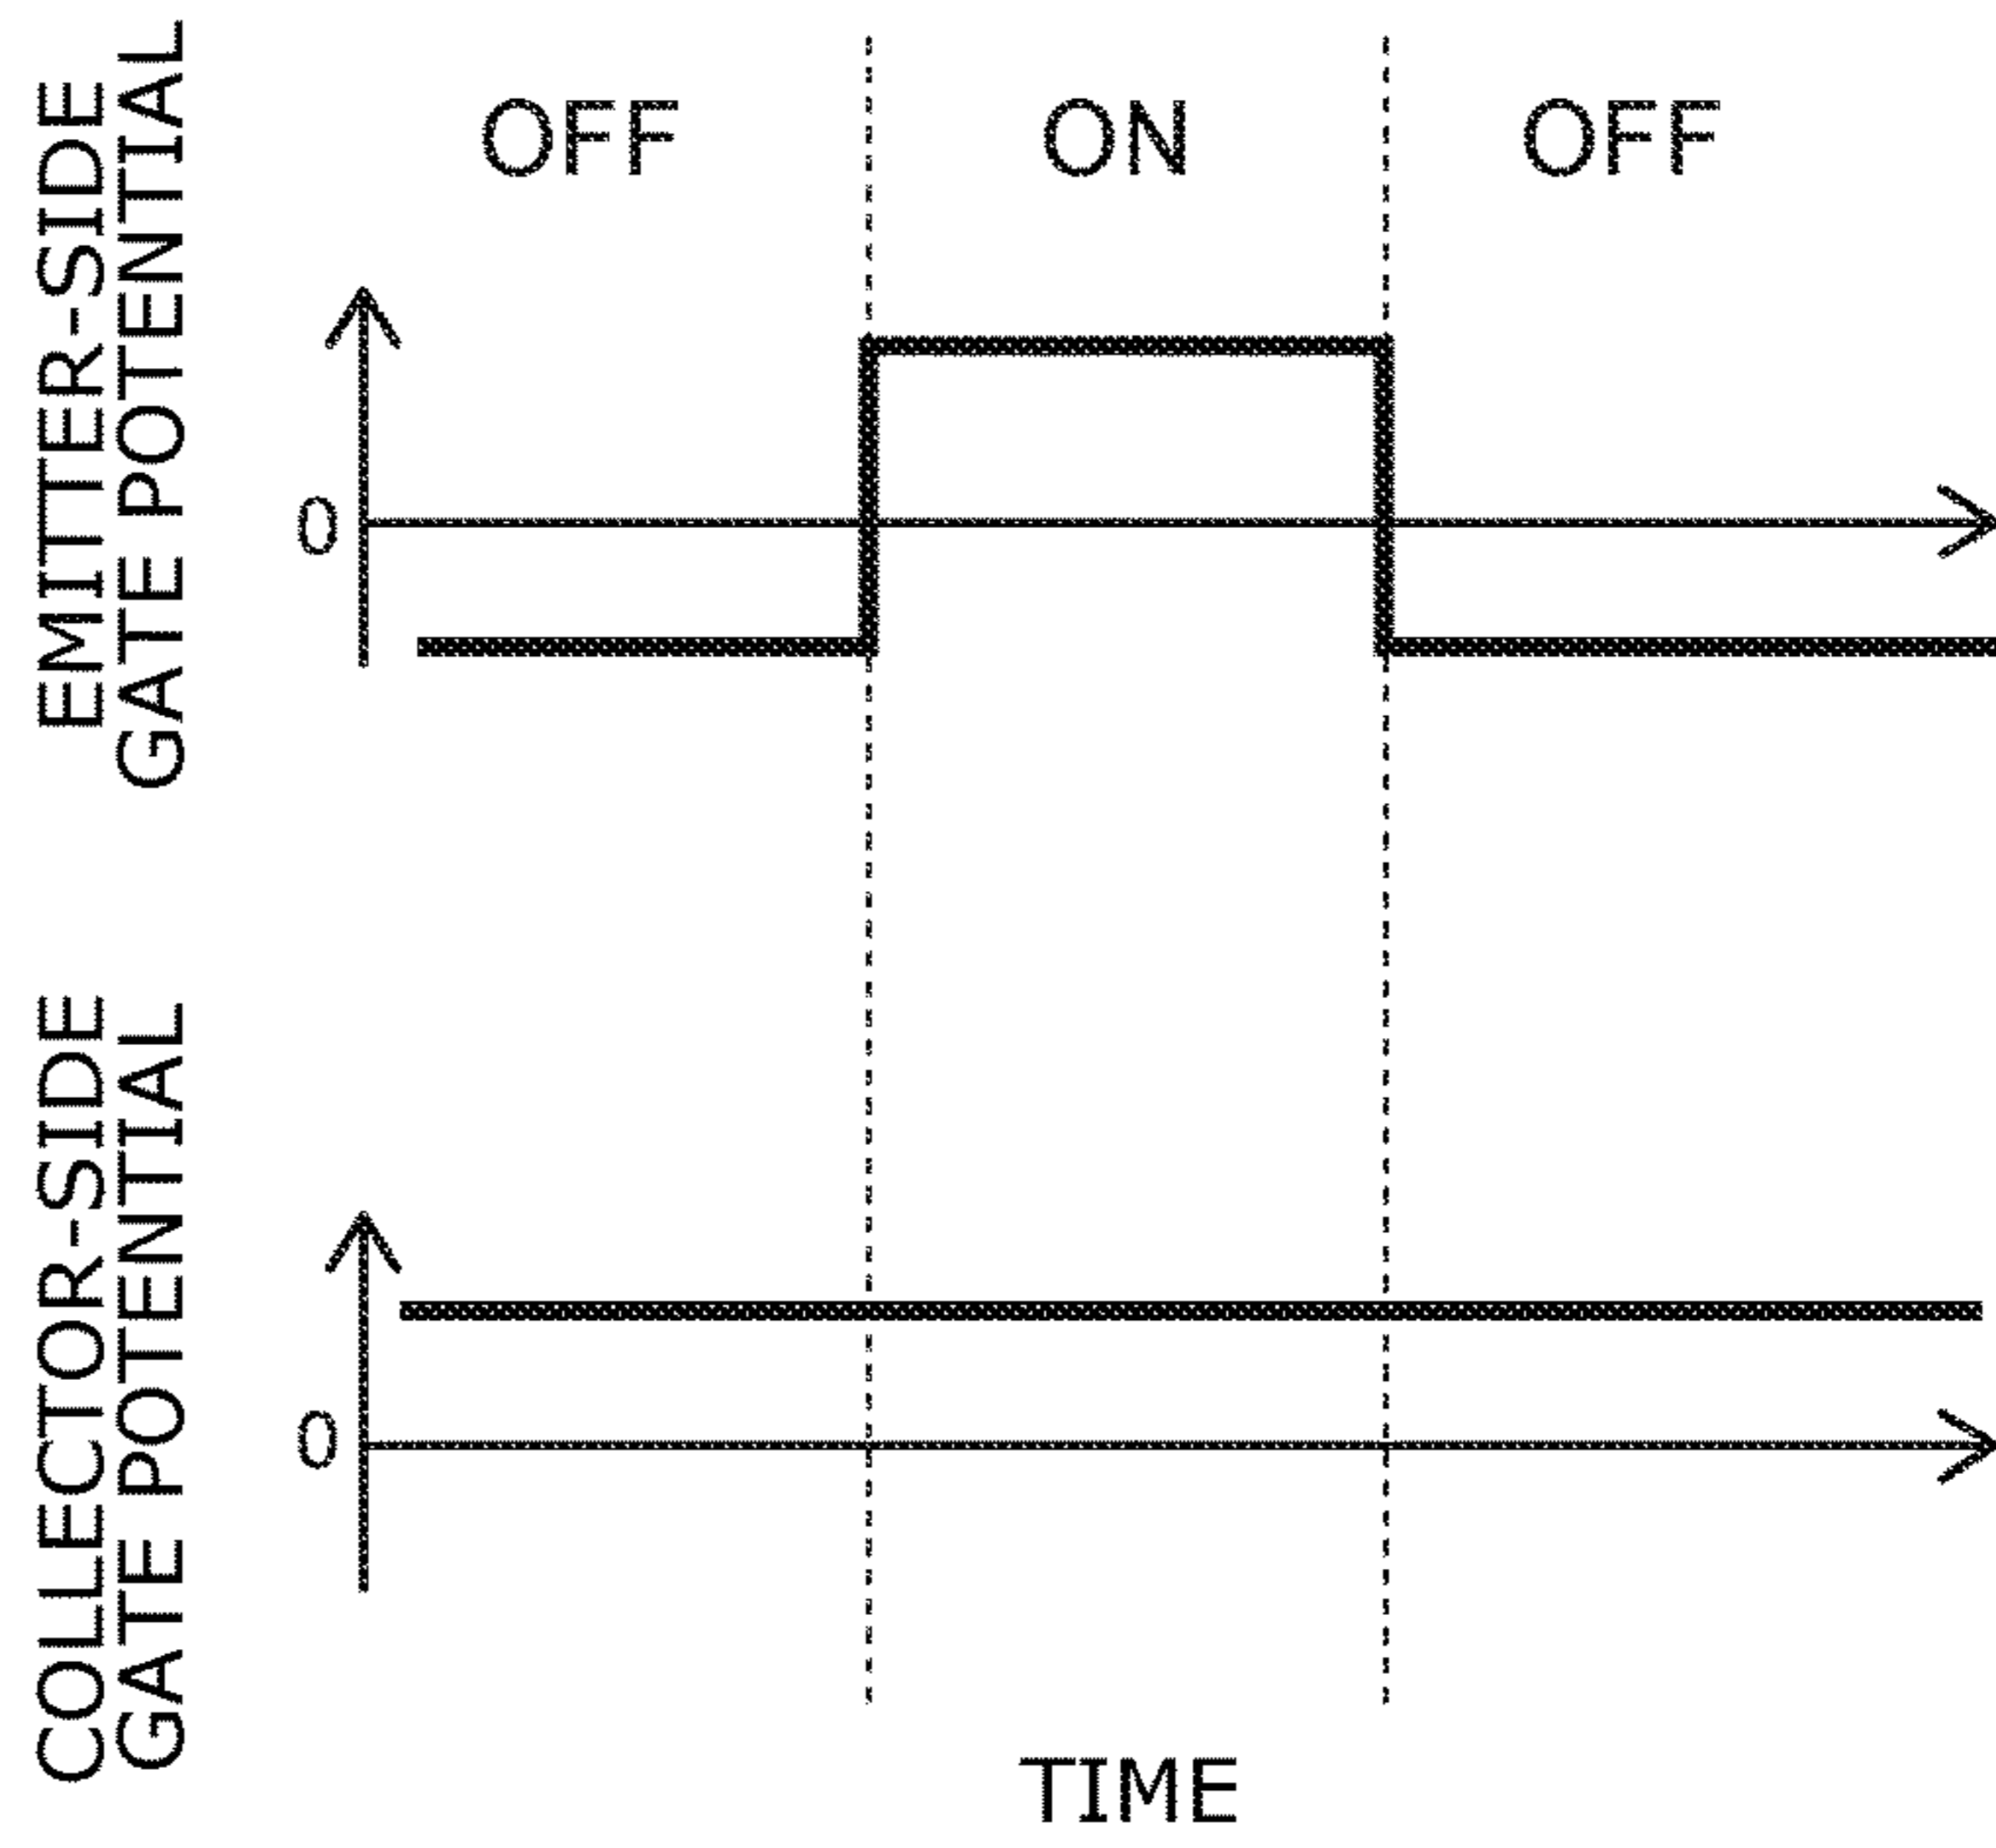 EMITTER-SIDE
GATE POTENTIAL
OFF
ON
OFF
0
COLLECTOR-SIDE
GATE POTENTIAL
0
TIME